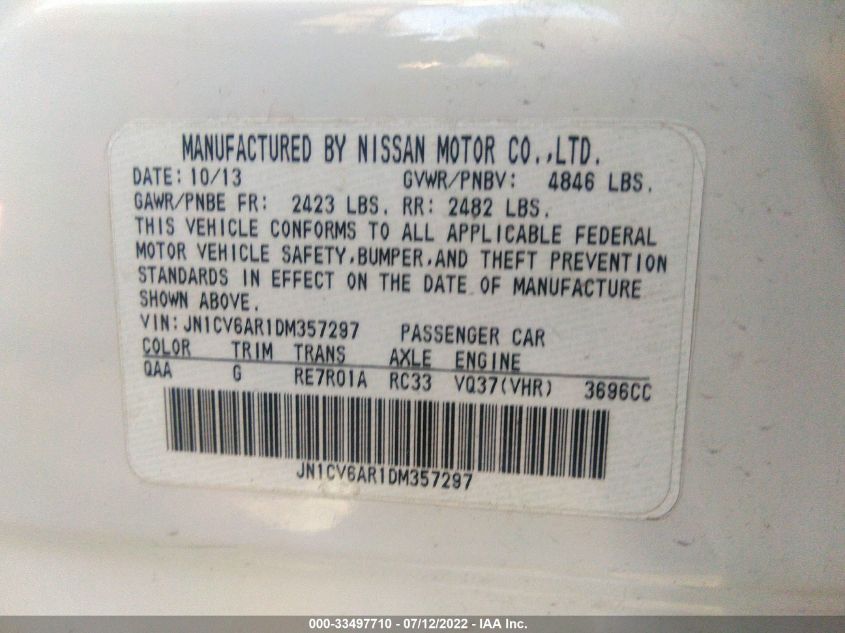 MANUFACTURED BY NISSAN MOTOR CO.,LTD.
DATE: 10/13 GVWR/PNBV: 4846 LBS.
GAWR/PNBE FR: 2423 LBS. RR: 2482 LBS.
THIS VEHICLE CONFORMS TO ALL APPLICABLE FEDERAL
MOTOR VEHICLE SAFETY,BUMPER,AND THEFT PREVENTION
STANDARDS IN EFFECT ON THE DATE OF MANUFACTURE
SHOWN ABOVE.
VIN: JN1CV6AR1DM357297 PASSENGER CAR
COLOR TRIM TRANS AXLE ENGINE
QAA G RE7R01A RC33 VQ37(VHR) 3696CC
JN1CV6AR1DM357297
000-33497710 - 07/12/2022 - IAA Inc.